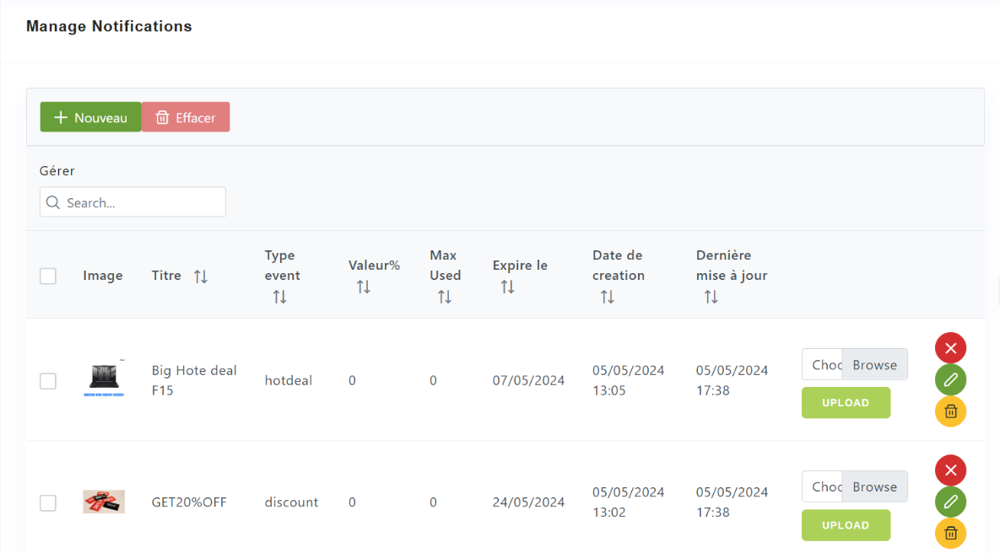 Manage Notifications
Nouveau Effacer
Gérer
Search...
Image Titre Type event Valeur% Max Used Expire le Date de creation Dernière mise à jour
Big Hote deal F15 hotdeal 0 0 07/05/2024 05/05/2024 13:05 05/05/2024 17:38 Choc Browse
UPLOAD
GET20%OFF discount 0 0 24/05/2024 05/05/2024 13:02 05/05/2024 17:38 Choc Browse
UPLOAD